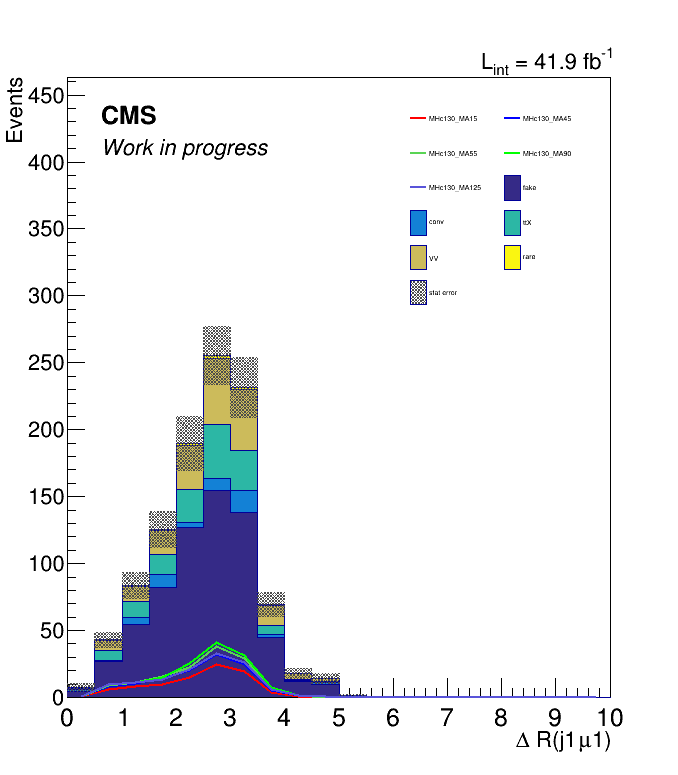 L_int = 41.9 fb^-1
Events
CMS
Work in progress
MHc130_MA15
MHc130_MA45
MHc130_MA55
MHc130_MA90
MHc130_MA125
fake
conv
ttX
VV
rare
stat error
450
400
350
300
250
200
150
100
50
0
0 1 2 3 4 5 6 7 8 9 10
Δ R(j1μ1)